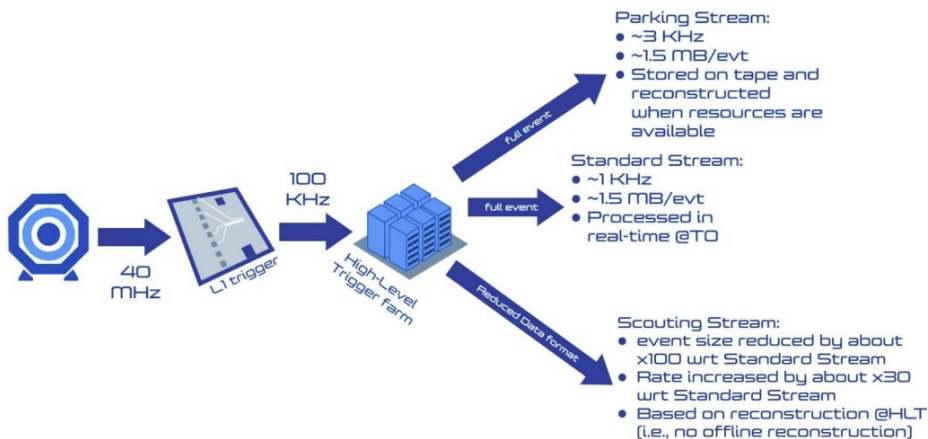 Parking Stream:
● ~3 KHz
● ~1.5 MB/evt
● Stored on tape and
reconstructed
when resources are
available
full event
Standard Stream:
● ~1 KHz
● ~1.5 MB/evt
● Processed in
real-time @T0
full event
100
KHz
40
MHz
L1 trigger
High-Level
Trigger farm
Reduced Data format
Scouting Stream:
● event size reduced by about
x100 wrt Standard Stream
● Rate increased by about x30
wrt Standard Stream
● Based on reconstruction @HLT
(i.e., no offline reconstruction)